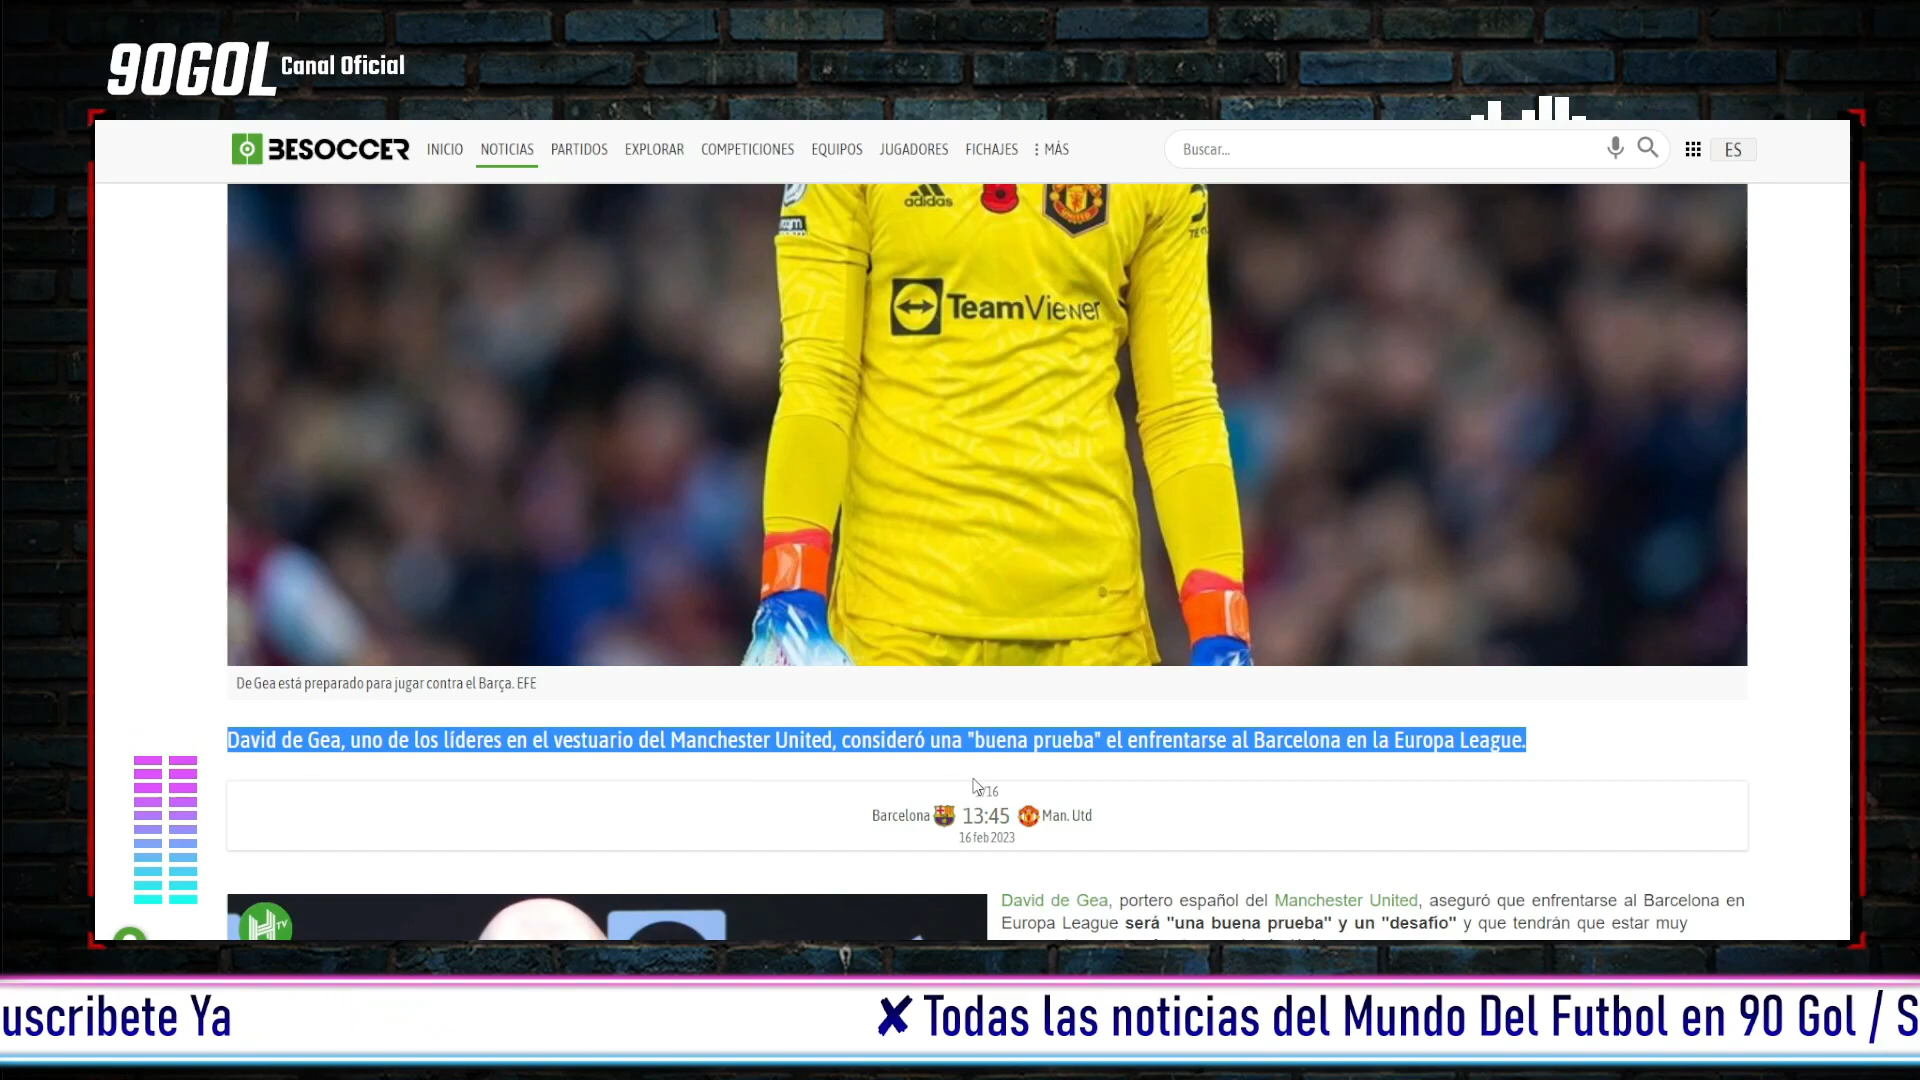 90GOL Canal Oficial
BESOCCER INICIO NOTICIAS PARTIDOS EXPLORAR COMPETICIONES EQUIPOS JUGADORES FICHAJES MÁS Buscar... ES
adidas
TeamViewer
De Gea está preparado para jugar contra el Barça. EFE
David de Gea, uno de los líderes en el vestuario del Manchester United, consideró una "buena prueba" el enfrentarse al Barcelona en la Europa League.
Barcelona 13:45 Man. Utd
16 feb 2023
David de Gea, portero español del Manchester United, aseguró que enfrentarse al Barcelona en
Europa League será "una buena prueba" y un "desafío" y que tendrán que estar muy
TV
uscribete Ya ✘ Todas las noticias del Mundo Del Futbol en 90 Gol / S